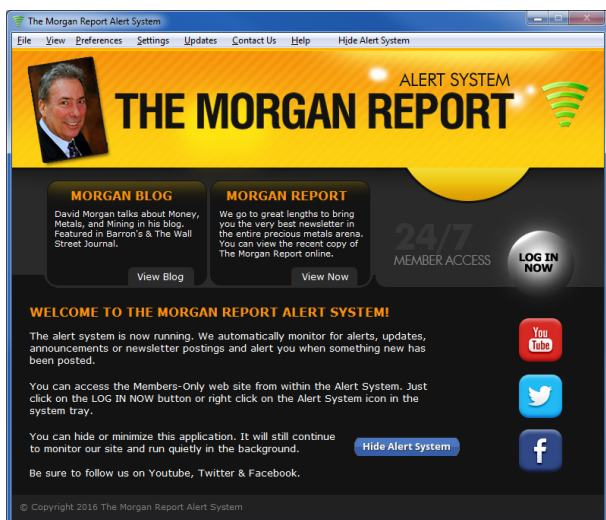 The Morgan Report Alert System
File View Preferences Settings Updates Contact Us Help Hide Alert System
ALERT SYSTEM
THE MORGAN REPORT
MORGAN BLOG
David Morgan talks about Money,
Metals, and Mining in his blog.
Featured in Barron's & The Wall
Street Journal.
View Blog
MORGAN REPORT
We go to great lengths to bring
you the very best newsletter in
the entire precious metals arena.
You can view the recent copy of
The Morgan Report online.
View Now
24/7
MEMBER ACCESS
LOG IN
NOW
WELCOME TO THE MORGAN REPORT ALERT SYSTEM!
The alert system is now running. We automatically monitor for alerts, updates,
announcements or newsletter postings and alert you when something new has
been posted.
You can access the Members-Only web site from within the Alert System. Just
click on the LOG IN NOW button or right click on the Alert System icon in the
system tray.
You can hide or minimize this application. It will still continue
to monitor our site and run quietly in the background.
Hide Alert System
Be sure to follow us on Youtube, Twitter & Facebook.
You
Tube
f
© Copyright 2016 The Morgan Report Alert System